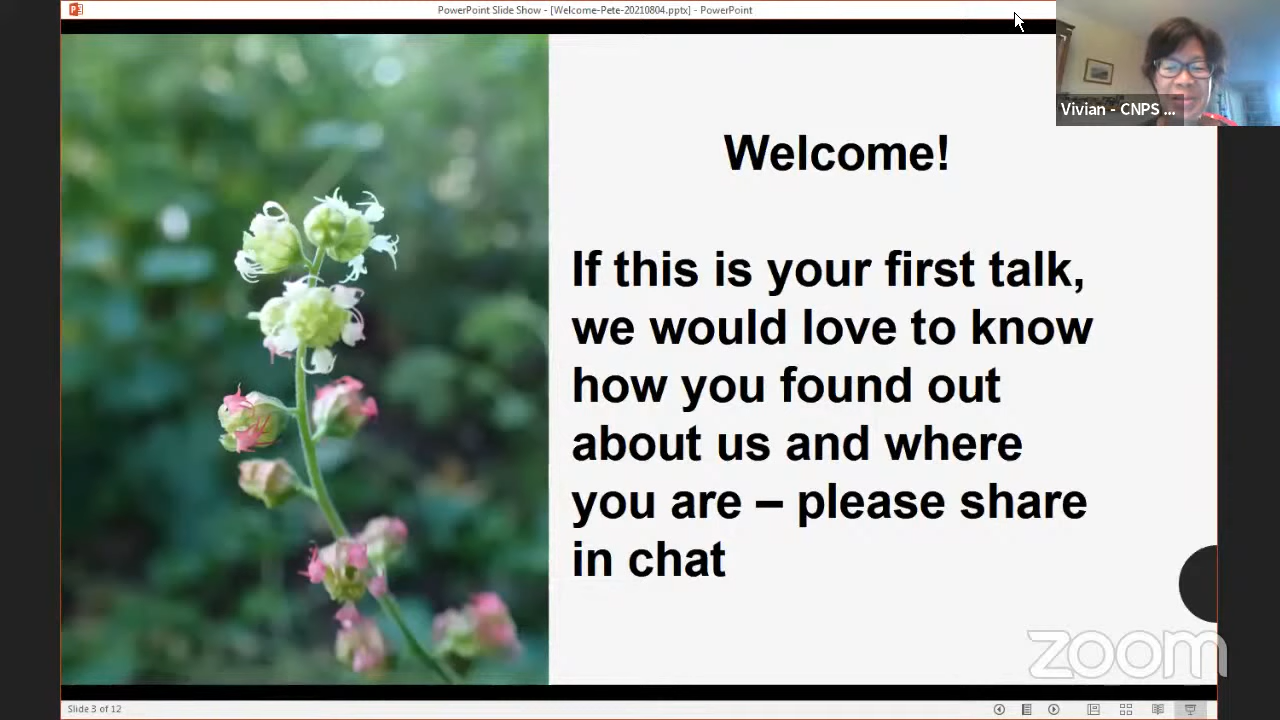 PowerPoint Slide Show - [Welcome-Pete-20210804.pptx] - PowerPoint
Vivian - CNPS ...
Welcome!
If this is your first talk,
we would love to know
how you found out
about us and where
you are – please share
in chat
zoom
Slide 3 of 12